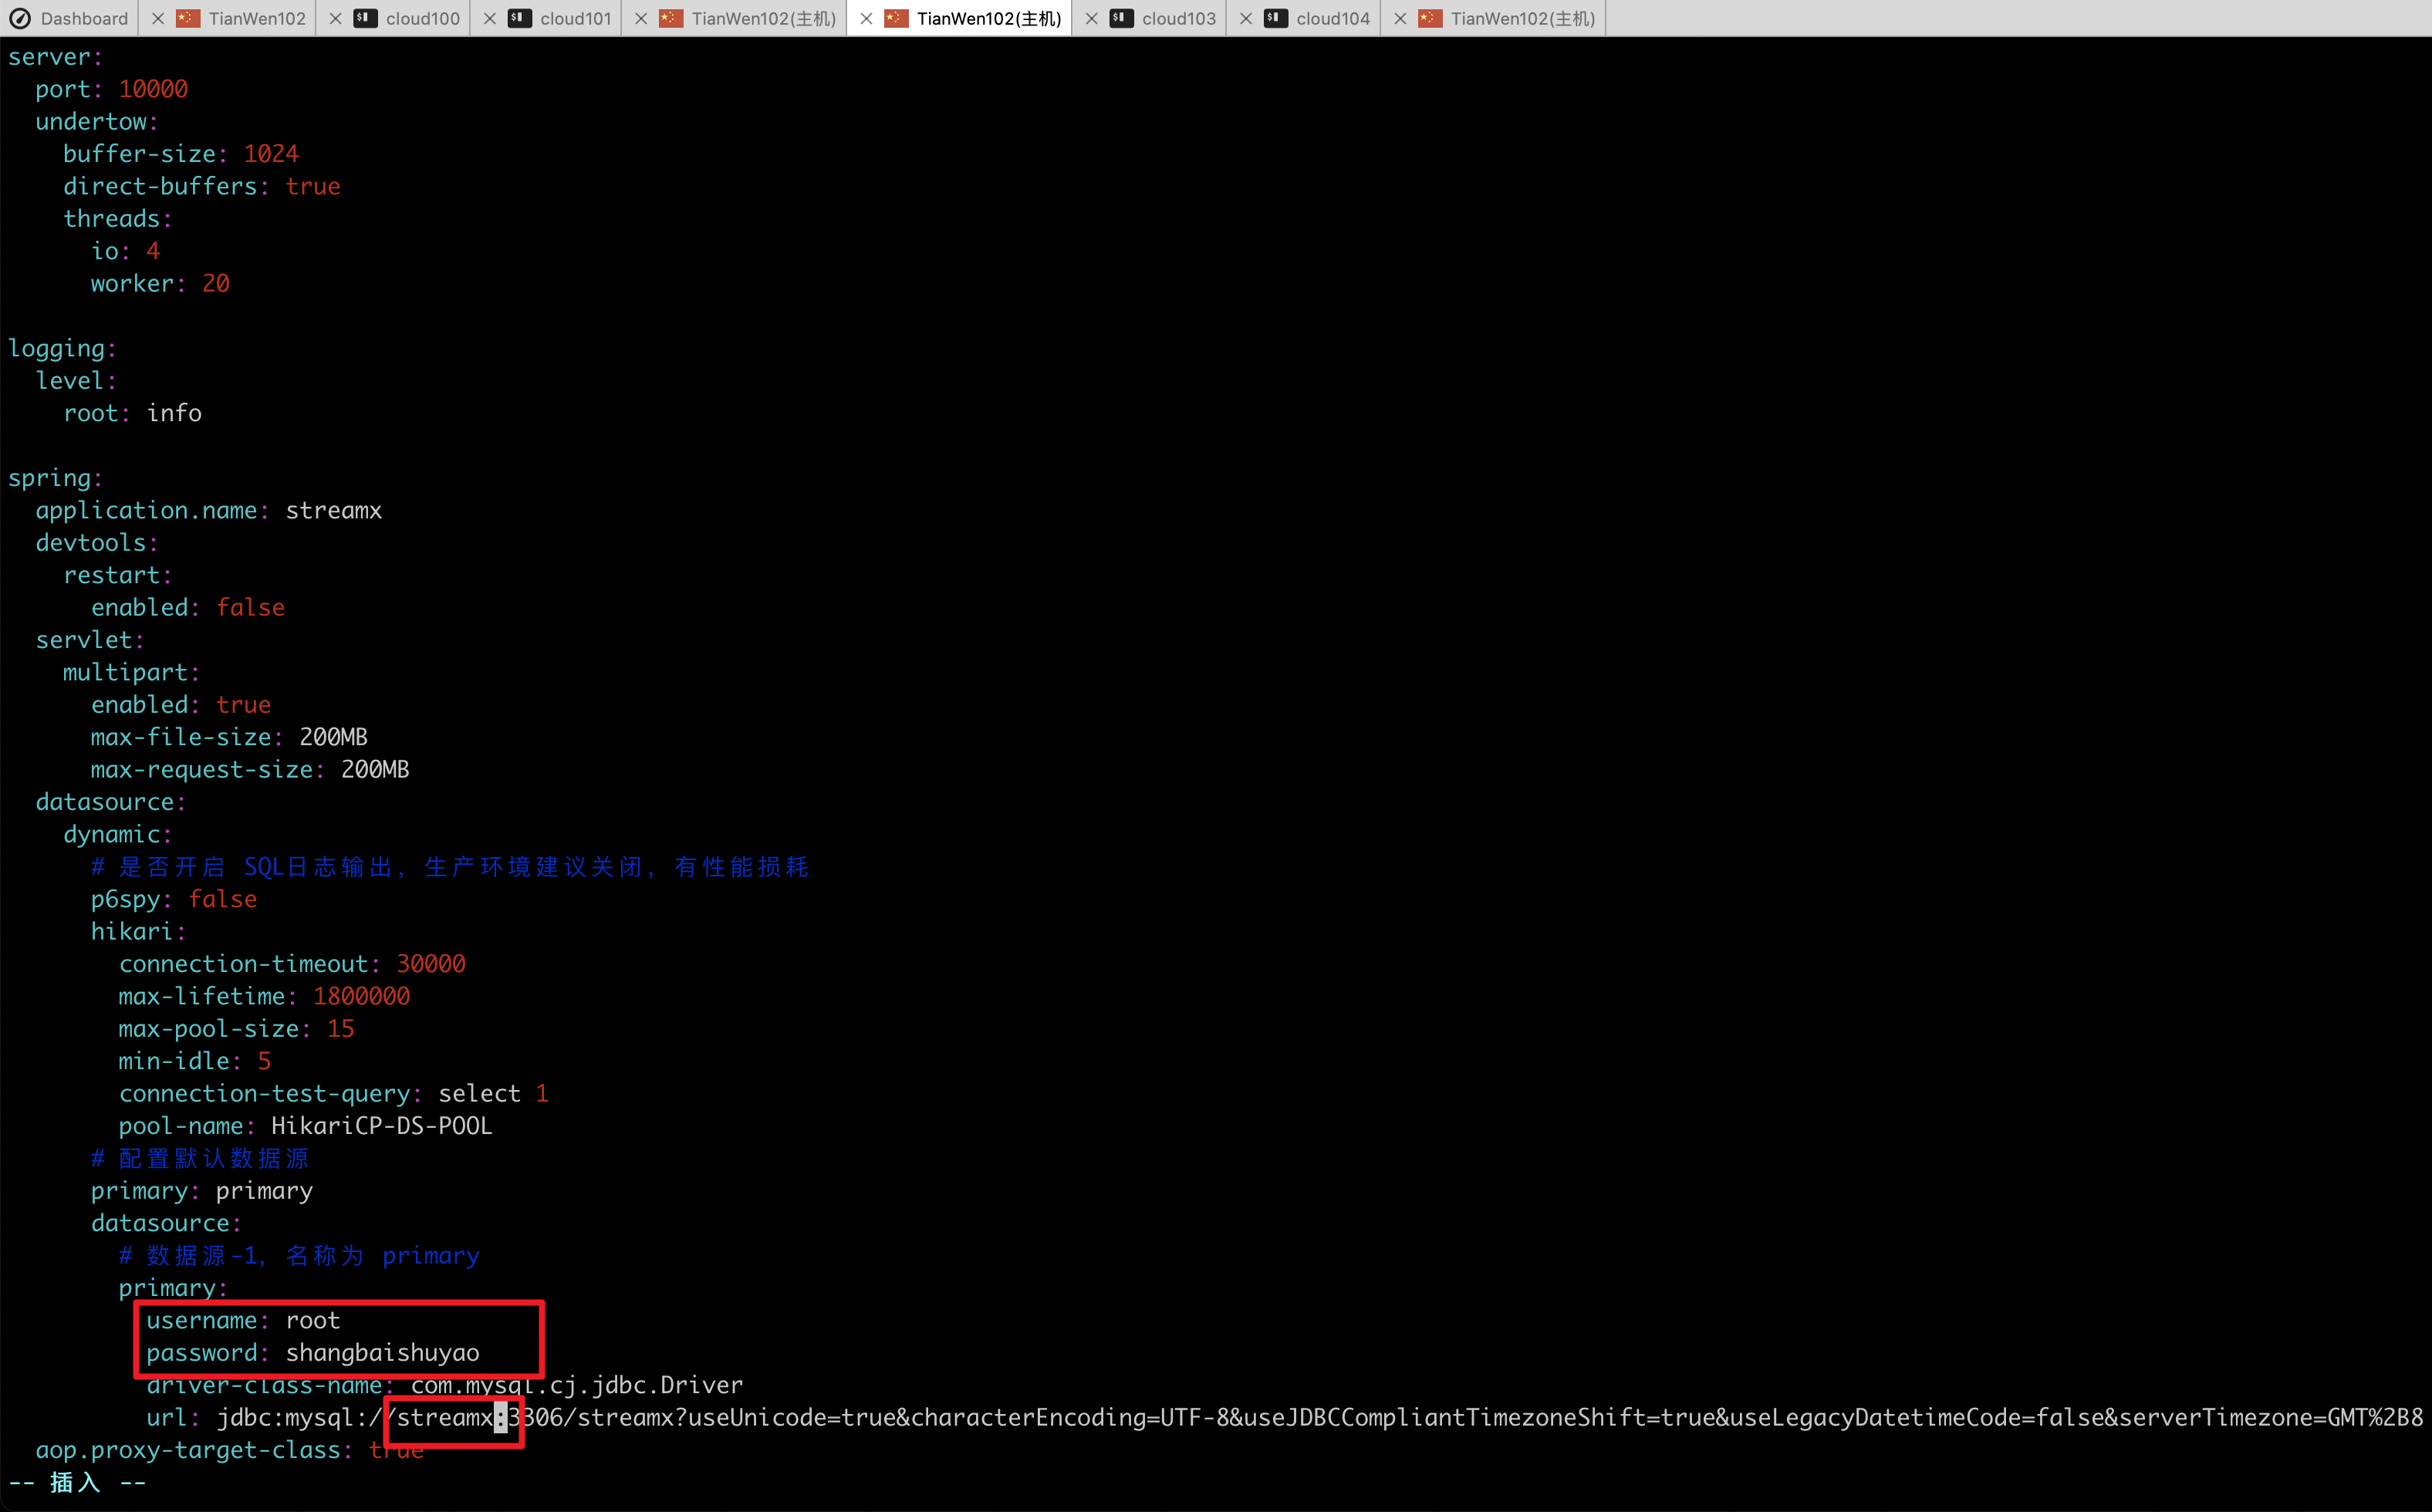 Dashboard TianWen102 cloud100 cloud101 TianWen102(主机) TianWen102(主机) cloud103 cloud104 TianWen102(主机)
server:
  port: 10000
  undertow:
    buffer-size: 1024
    direct-buffers: true
    threads:
      io: 4
      worker: 20
logging:
  level:
    root: info
spring:
  application.name: streamx
  devtools:
    restart:
      enabled: false
  servlet:
    multipart:
      enabled: true
      max-file-size: 200MB
      max-request-size: 200MB
  datasource:
    dynamic:
      # 是否开启 SQL日志输出，生产环境建议关闭，有性能损耗
      p6spy: false
      hikari:
        connection-timeout: 30000
        max-lifetime: 1800000
        max-pool-size: 15
        min-idle: 5
        connection-test-query: select 1
        pool-name: HikariCP-DS-POOL
      # 配置默认数据源
      primary: primary
      datasource:
        # 数据源-1，名称为 primary
        primary:
          username: root
          password: shangbaishuyao
          driver-class-name: com.mysql.cj.jdbc.Driver
          url: jdbc:mysql://streamx:3306/streamx?useUnicode=true&characterEncoding=UTF-8&useJDBCCompliantTimezoneShift=true&useLegacyDatetimeCode=false&serverTimezone=GMT%2B8
  aop.proxy-target-class: true
-- 插入 --